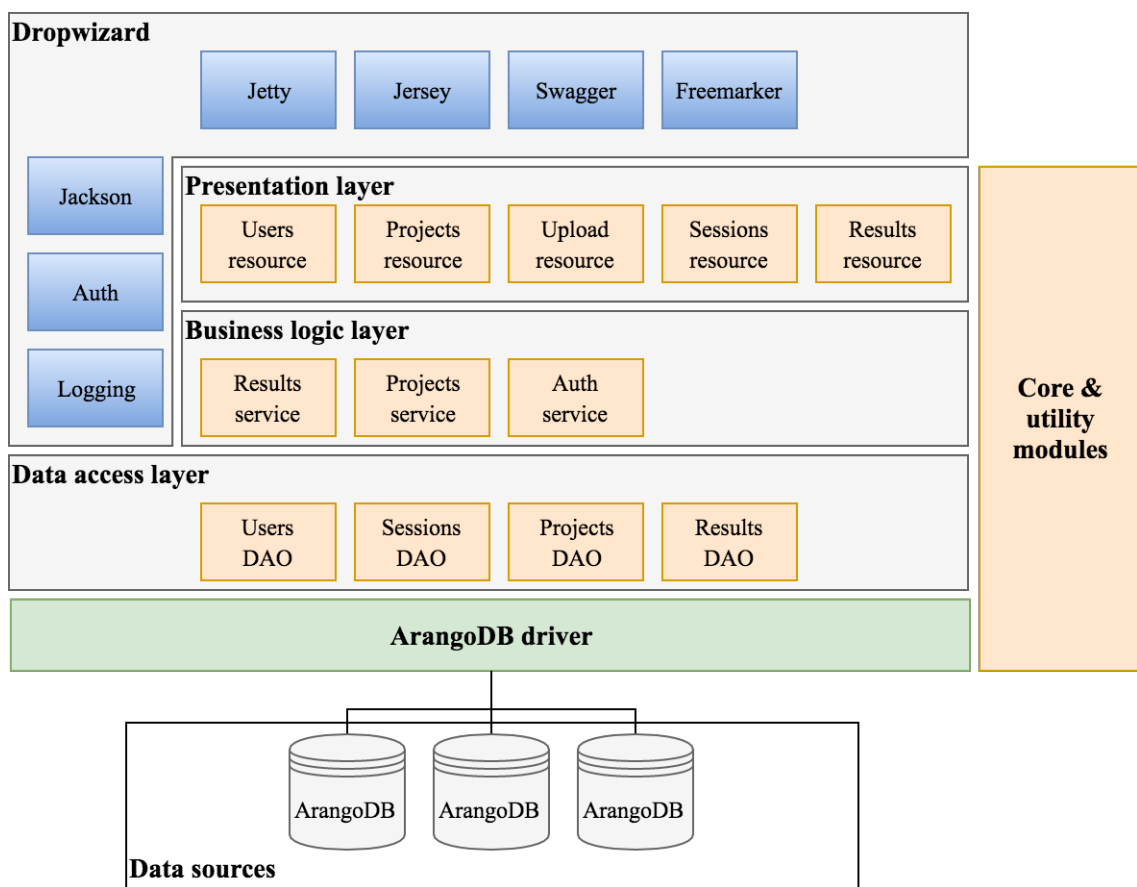 Dropwizard
Jetty
Jersey
Swagger
Freemarker
Jackson
Auth
Logging
Presentation layer
Users
resource
Projects
resource
Upload
resource
Sessions
resource
Results
resource
Business logic layer
Results
service
Projects
service
Auth
service
Core &
utility
modules
Data access layer
Users
DAO
Sessions
DAO
Projects
DAO
Results
DAO
ArangoDB driver
ArangoDB
ArangoDB
ArangoDB
Data sources